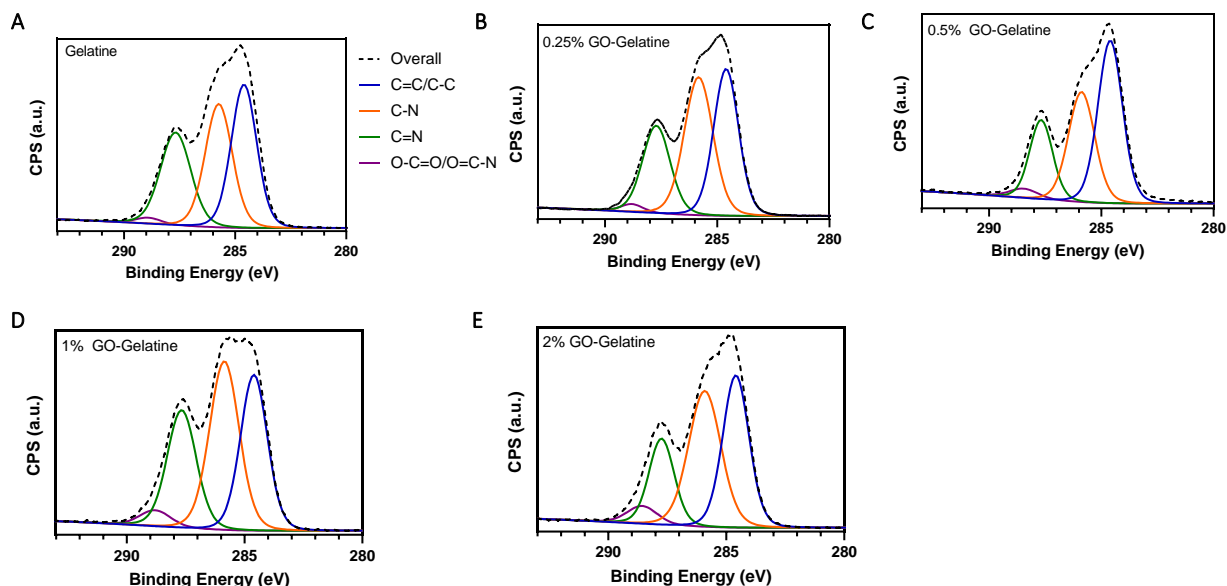 A
Gelatine
CPS (a.u.)
290 285 280
Binding Energy (eV)
Overall
C=C/C-C
C-N
C=N
O-C=O/O=C-N
B
0.25% GO-Gelatine
CPS (a.u.)
290 285 280
Binding Energy (eV)
C
0.5% GO-Gelatine
CPS (a.u.)
290 285 280
Binding Energy (eV)
D
1% GO-Gelatine
CPS (a.u.)
290 285 280
Binding Energy (eV)
E
2% GO-Gelatine
CPS (a.u.)
290 285 280
Binding Energy (eV)